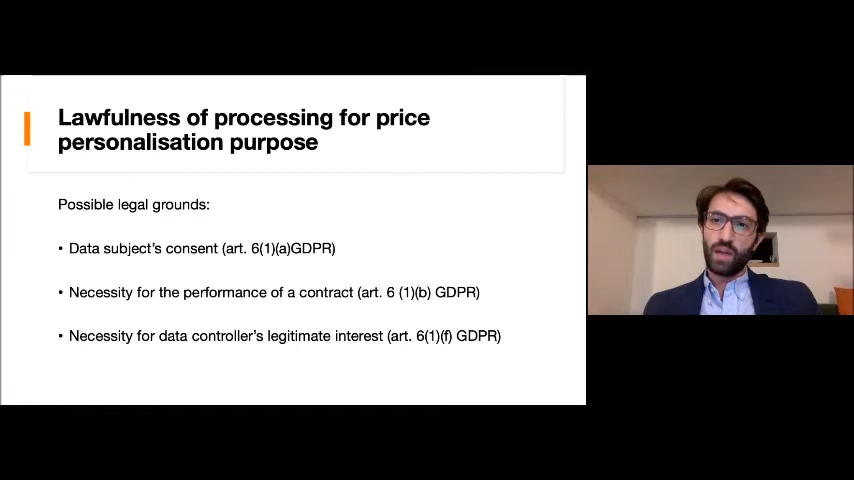 Lawfulness of processing for price
personalisation purpose
Possible legal grounds:
• Data subject's consent (art. 6(1)(a)GDPR)
• Necessity for the performance of a contract (art. 6 (1)(b) GDPR)
• Necessity for data controller's legitimate interest (art. 6(1)(f) GDPR)